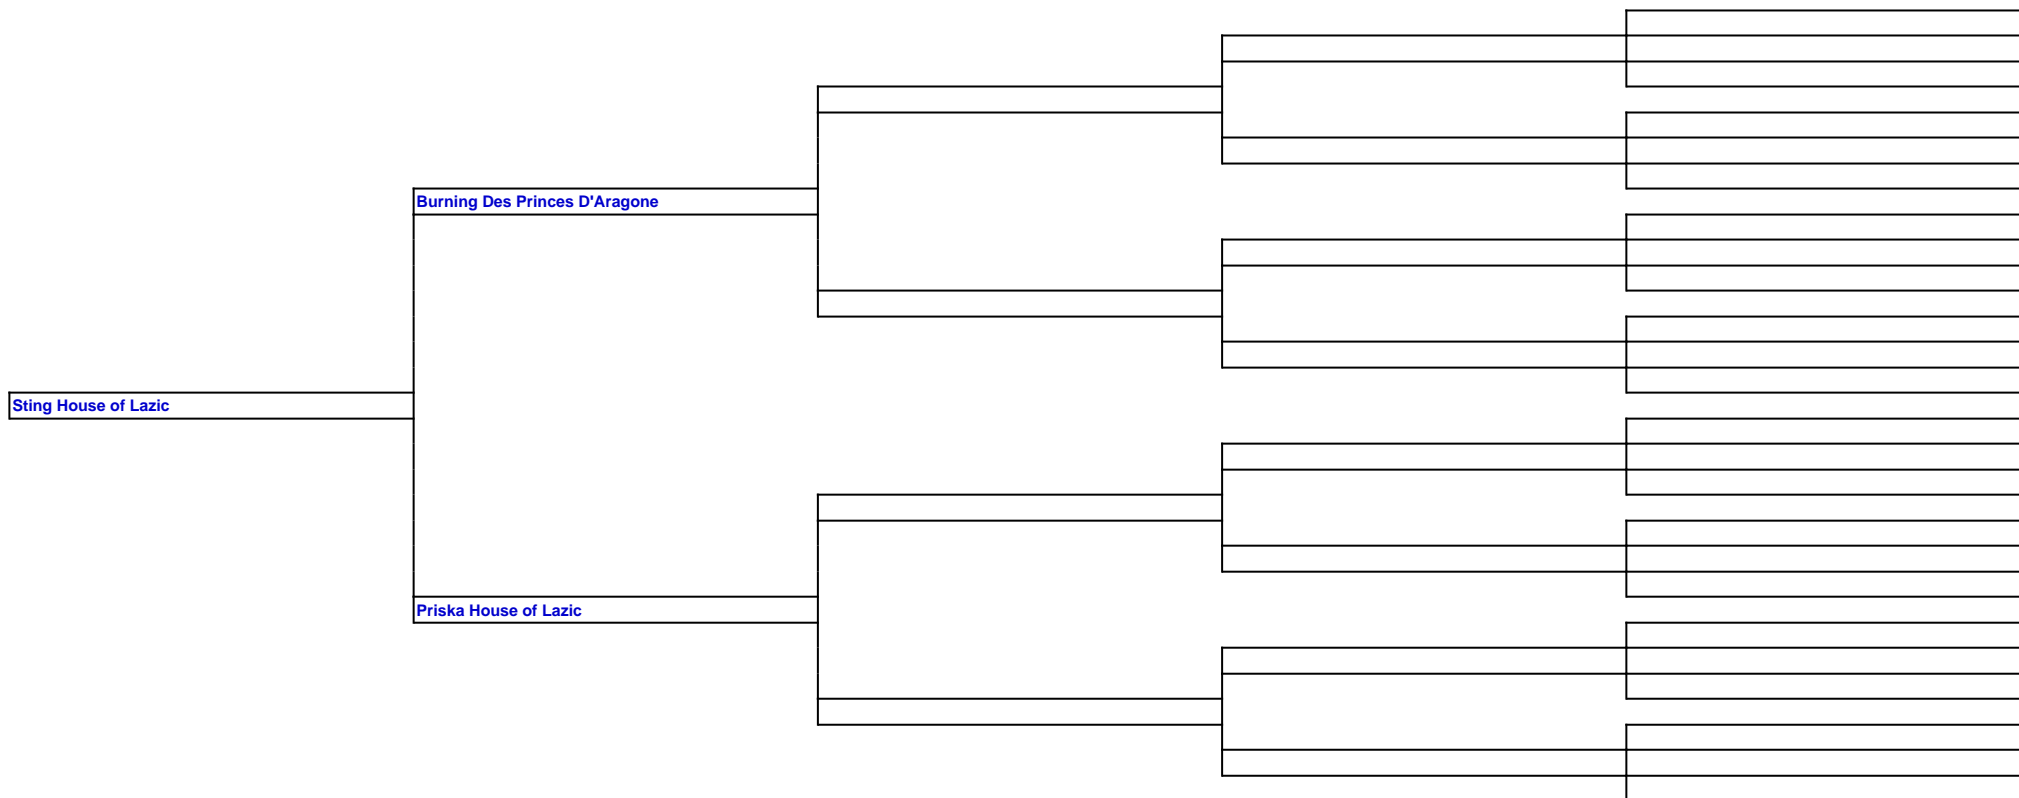 Burning Des Princes D'Aragone
Sting House of Lazic
Priska House of Lazic